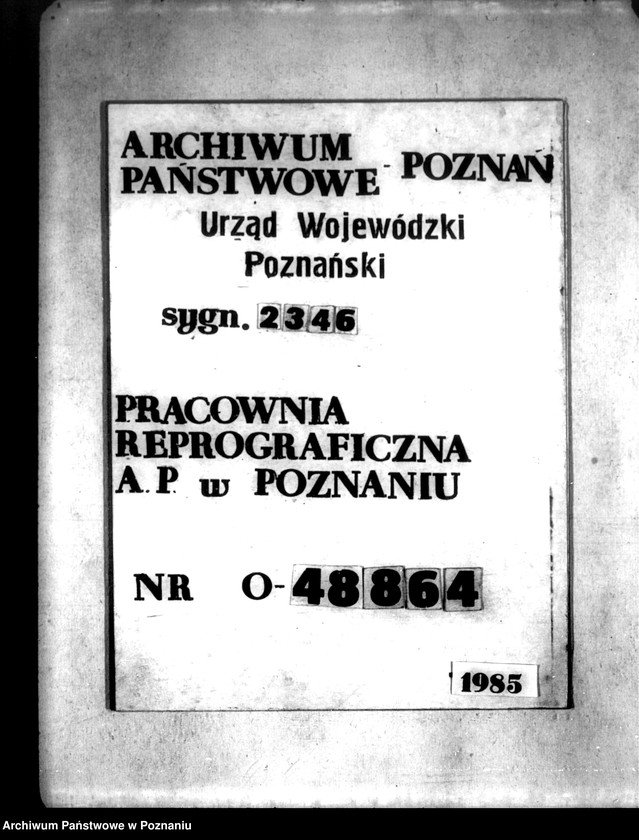 ARCHIWUM
PAŃSTWOWE - POZNAŃ
Urząd Wojewódzki
Poznański
sygn. 2346
PRACOWNIA
REPROGRAFICZNA
A. P. w POZNANIU
NR O-48864
1985
Archiwum Państwowe w Poznaniu